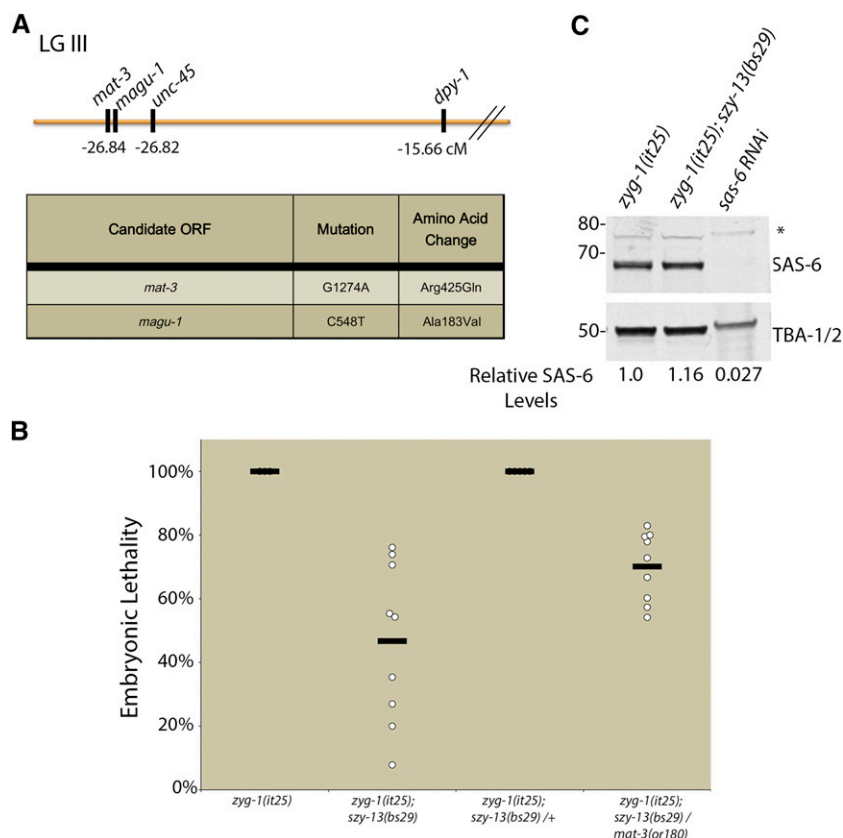 A
LG III
mat-3
magu-1
unc-45
dpy-1
-26.84
-26.82
-15.66 cM
Candidate ORF Mutation Amino Acid Change
mat-3 G1274A Arg425Gln
magu-1 C548T Ala183Val
C
zyg-1(it25)
zyg-1(it25); szy-13(bs29)
sas-6 RNAi
80-
*
70-
SAS-6
50-
TBA-1/2
Relative SAS-6 Levels 1.0 1.16 0.027
B
Embryonic Lethality
100%
80%
60%
40%
20%
0%
zyg-1(it25)
zyg-1(it25);
szy-13(bs29)
zyg-1(it25);
szy-13(bs29) /+
zyg-1(it25);
szy-13(bs29) /
mat-3(or180)